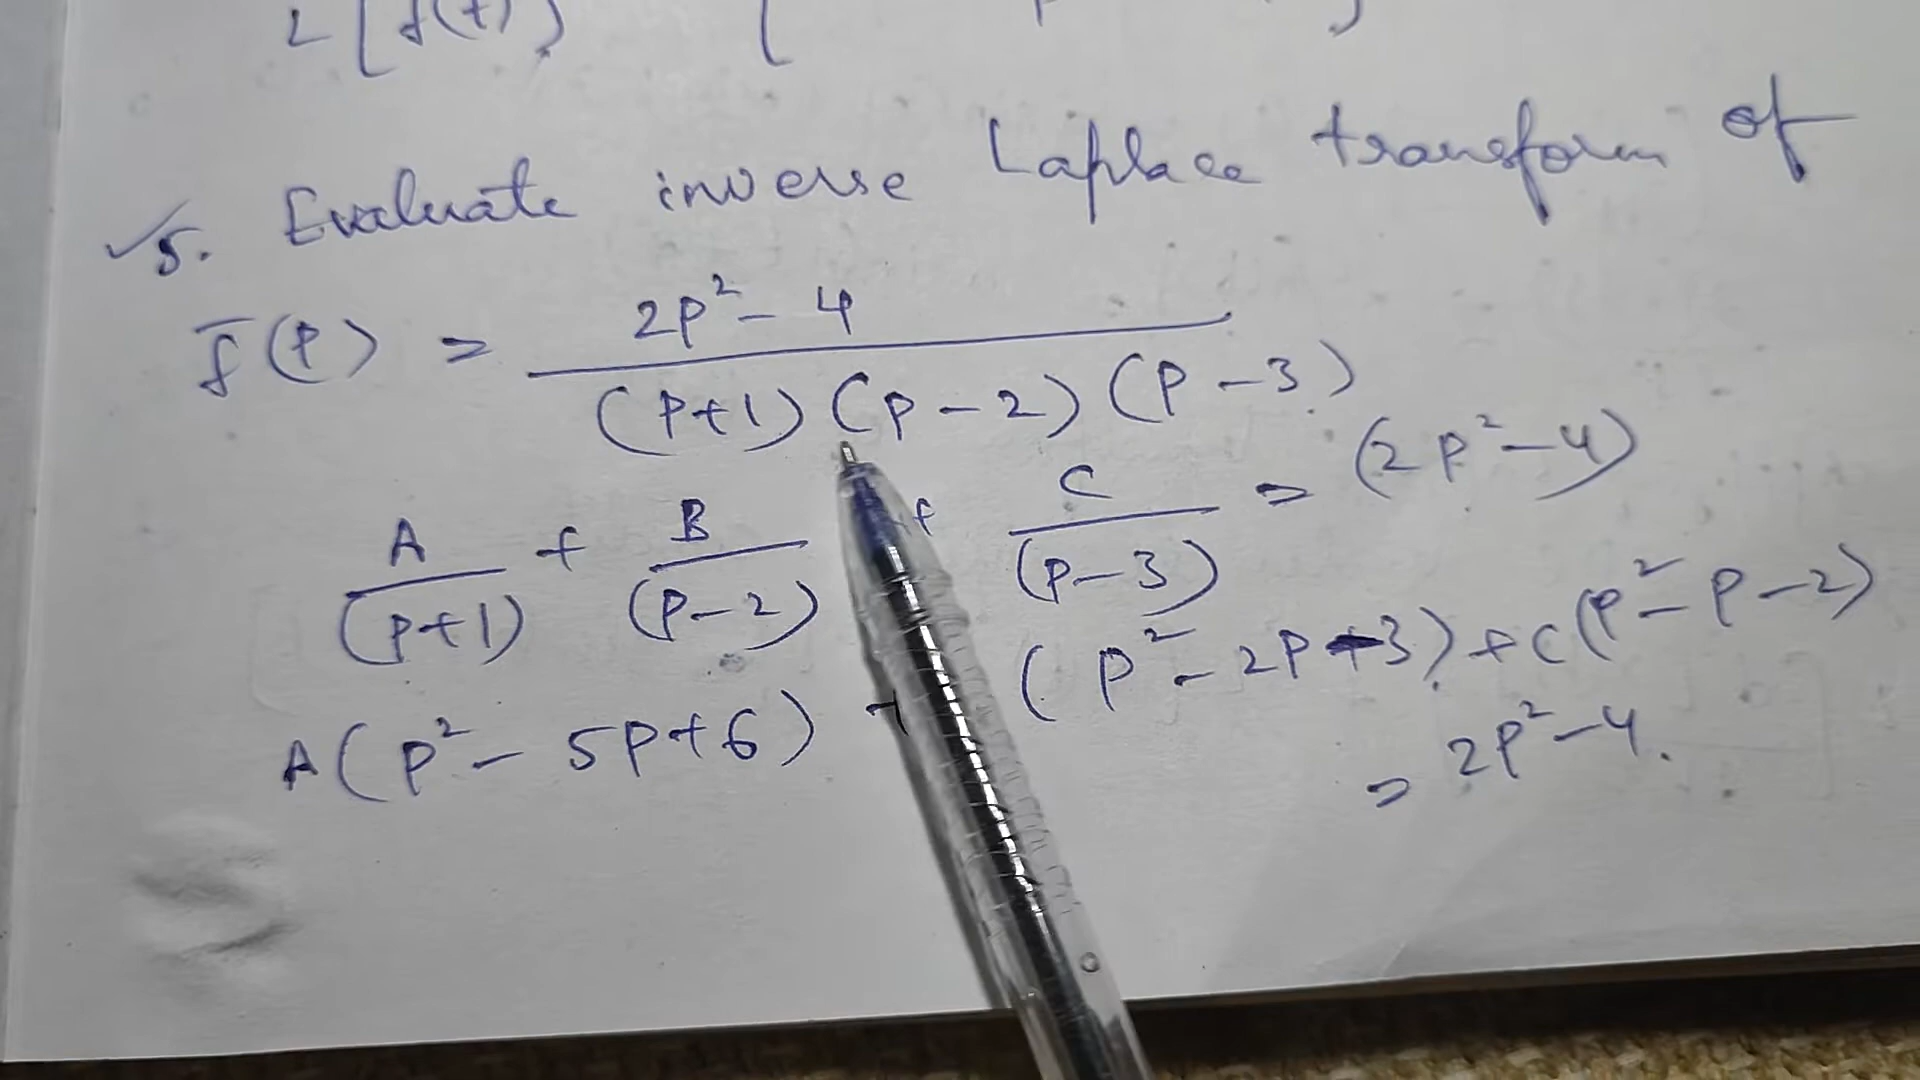 L [f(t)]
✓5. Evaluate inverse Laplace transform of
f̅(p) = 2p² - 4 / (p+1) (p-2) (p-3)
A/(p+1) + B/(p-2) + C/(p-3) = (2p²-4)
A(p² - 5p+6) + (p² - 2p - 3) + C(p² - p - 2)
= 2p² - 4.